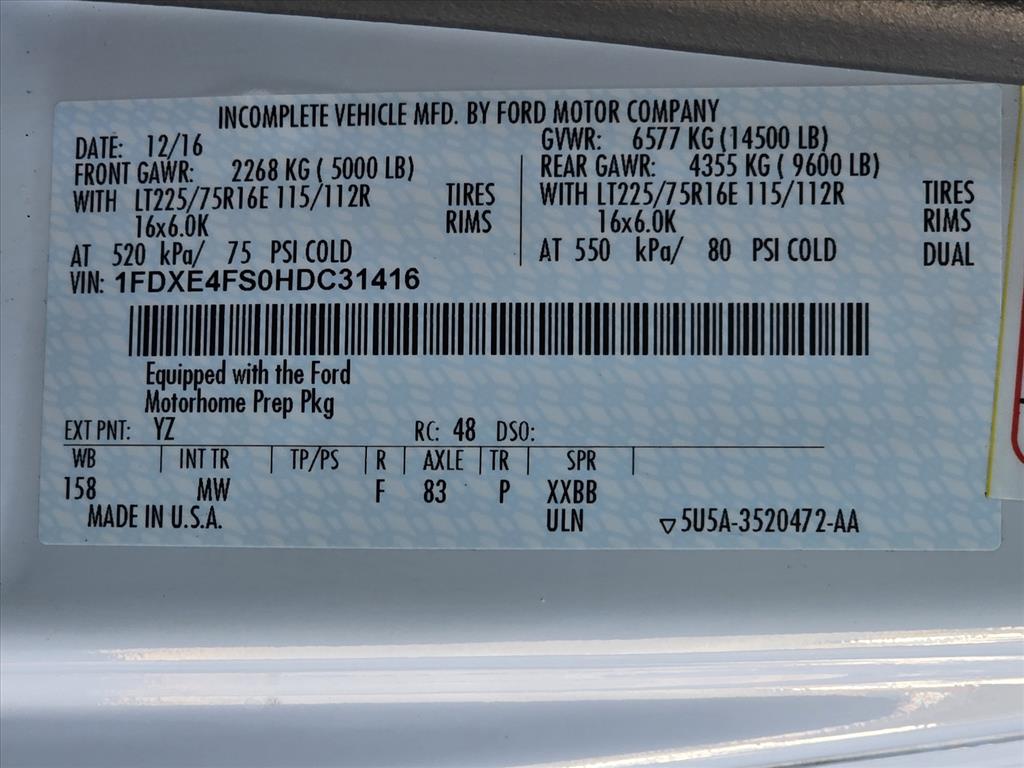 INCOMPLETE VEHICLE MFD. BY FORD MOTOR COMPANY
DATE: 12/16 GVWR: 6577 KG (14500 LB)
FRONT GAWR: 2268 KG ( 5000 LB) REAR GAWR: 4355 KG ( 9600 LB)
WITH LT225/75R16E 115/112R TIRES WITH LT225/75R16E 115/112R TIRES
16x6.0K RIMS 16x6.0K RIMS
AT 520 kPa/ 75 PSI COLD AT 550 kPa/ 80 PSI COLD DUAL
VIN: 1FDXE4FS0HDC31416
Equipped with the Ford
Motorhome Prep Pkg
EXT PNT: YZ RC: 48 DSO:
WB | INT TR | TP/PS | R | AXLE | TR | SPR |
158 MW F 83 P XXBB
MADE IN U.S.A. ULN ▽5U5A-3520472-AA